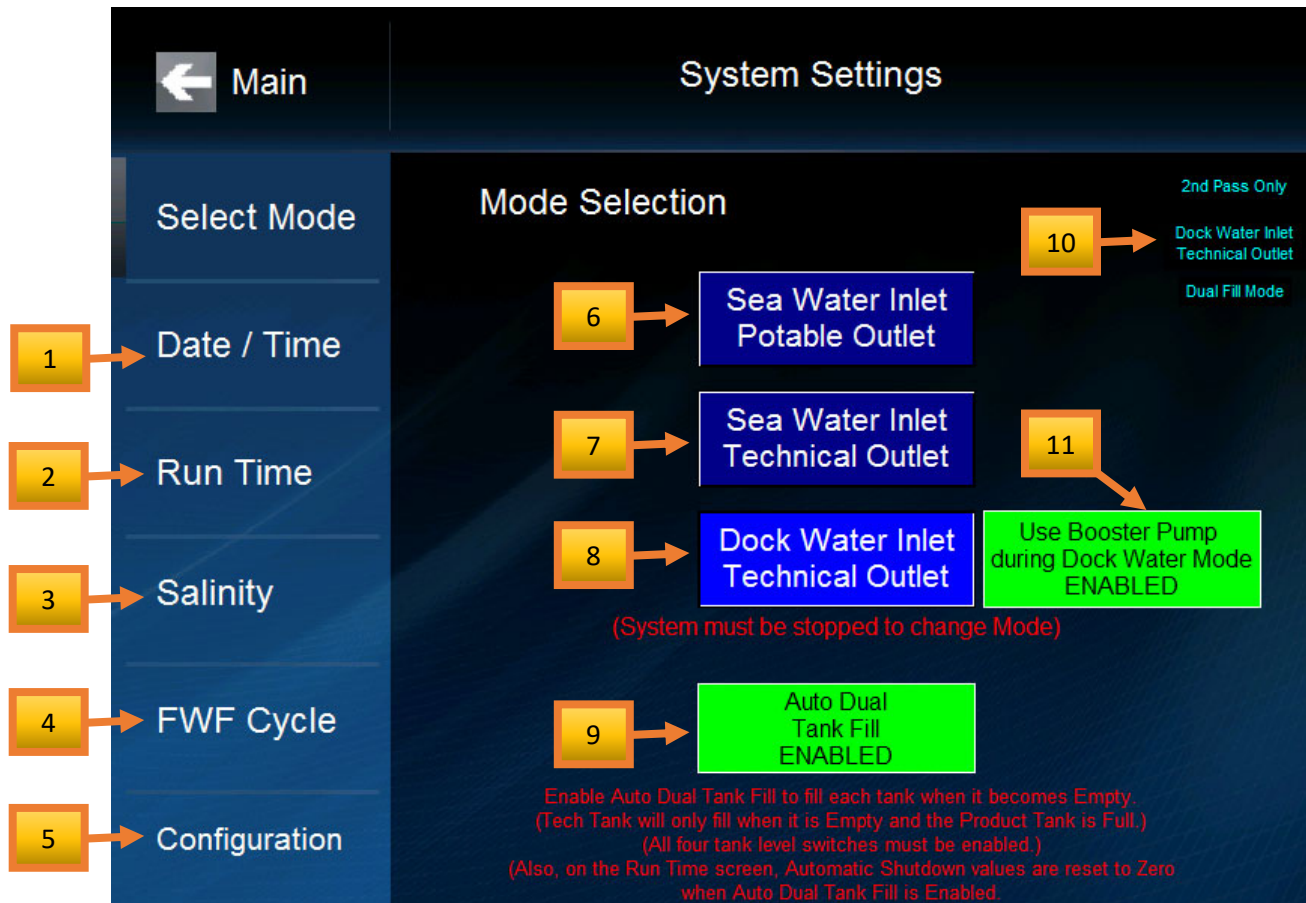 Main
System Settings
Select Mode
1
Date / Time
2
Run Time
3
Salinity
4
FWF Cycle
5
Configuration
Mode Selection
2nd Pass Only
10
Dock Water Inlet
Technical Outlet
Dual Fill Mode
6
Sea Water Inlet
Potable Outlet
7
Sea Water Inlet
Technical Outlet
11
8
Dock Water Inlet
Technical Outlet
Use Booster Pump
during Dock Water Mode
ENABLED
(System must be stopped to change Mode)
9
Auto Dual
Tank Fill
ENABLED
Enable Auto Dual Tank Fill to fill each tank when it becomes Empty.
(Tech Tank will only fill when it is Empty and the Product Tank is Full.)
(All four tank level switches must be enabled.)
(Also, on the Run Time screen, Automatic Shutdown values are reset to Zero
when Auto Dual Tank Fill is Enabled.